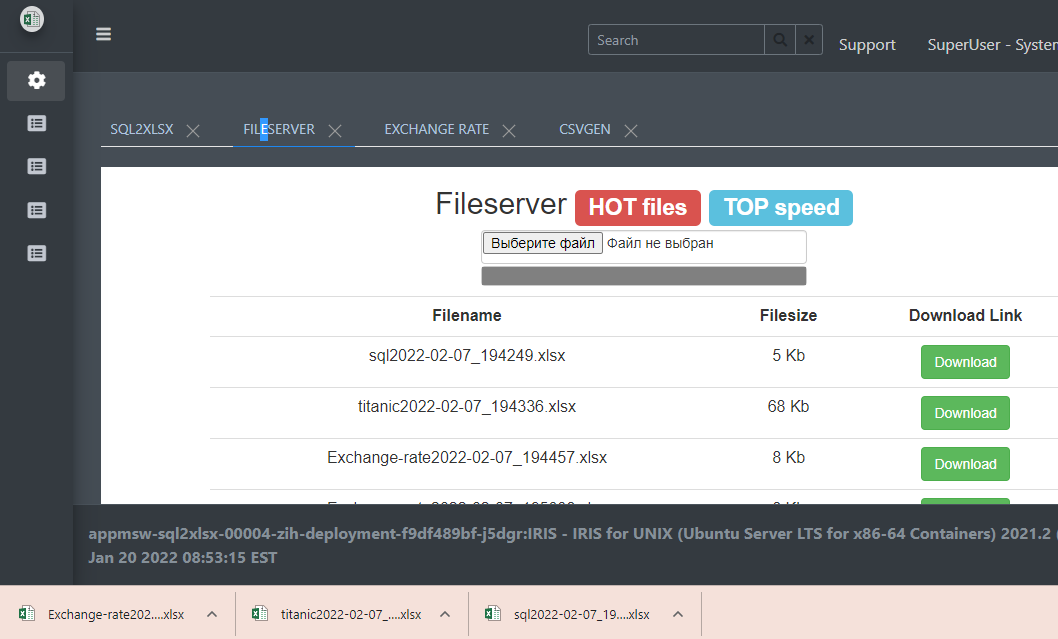 Search
Support
SuperUser - System
SQL2XLSX
FILESERVER
EXCHANGE RATE
CSVGEN
Fileserver HOT files TOP speed
Выберите файл Файл не выбран
Filename Filesize Download Link
sql2022-02-07_194249.xlsx 5 Kb Download
titanic2022-02-07_194336.xlsx 68 Kb Download
Exchange-rate2022-02-07_194457.xlsx 8 Kb Download
appmsw-sql2xlsx-00004-zih-deployment-f9df489bf-j5dgr:IRIS - IRIS for UNIX (Ubuntu Server LTS for x86-64 Containers) 2021.2 (
Jan 20 2022 08:53:15 EST
Exchange-rate202....xlsx
titanic2022-02-07_....xlsx
sql2022-02-07_19....xlsx